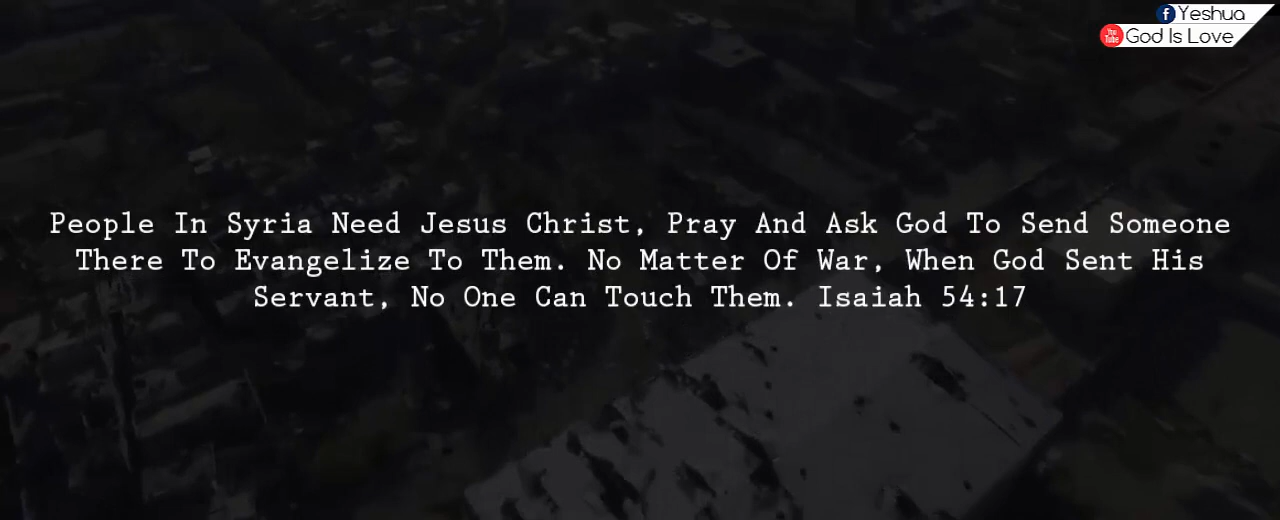 Yeshua
You Tube God Is Love
People In Syria Need Jesus Christ, Pray And Ask God To Send Someone
There To Evangelize To Them. No Matter Of War, When God Sent His
Servant, No One Can Touch Them. Isaiah 54:17